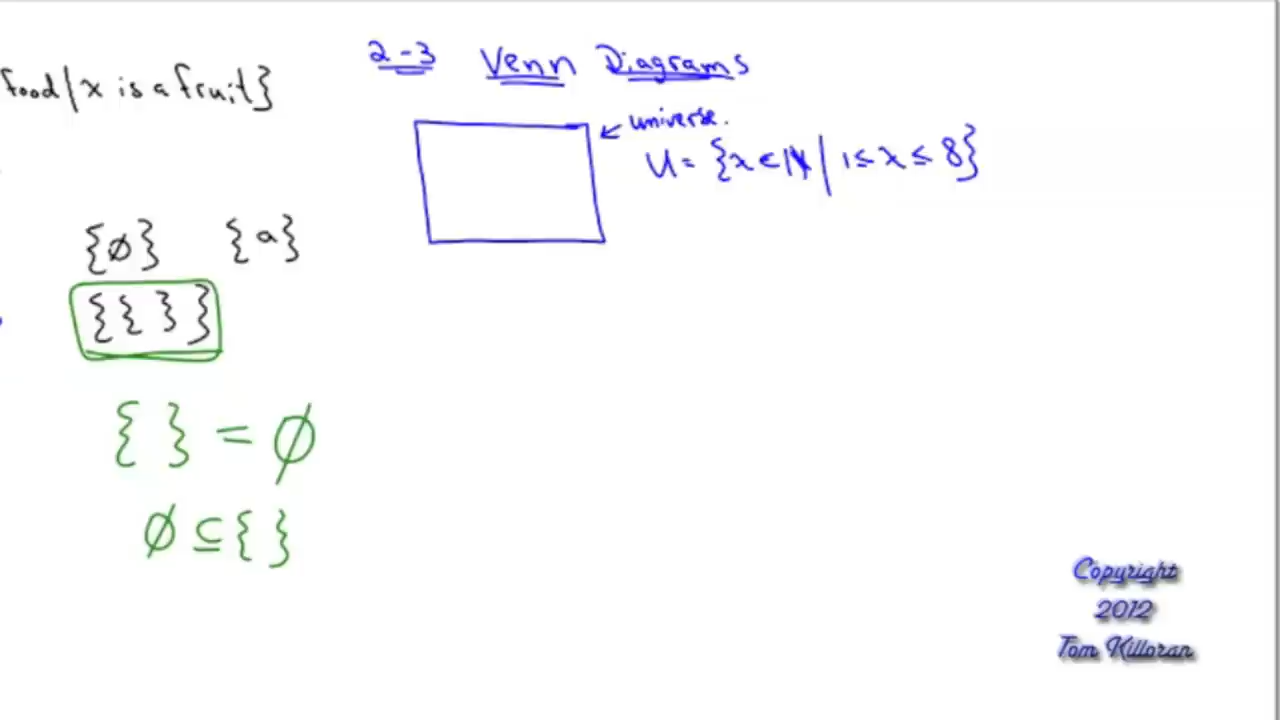 food | x is a fruit}
{∅} {a}
{{ }}
{ } = ∅
∅ ⊆ { }
2-3 Venn Diagrams
universe.
U = {x ∈ ℕ | 1 ≤ x ≤ 8}
Copyright
2012
Tom Killoran